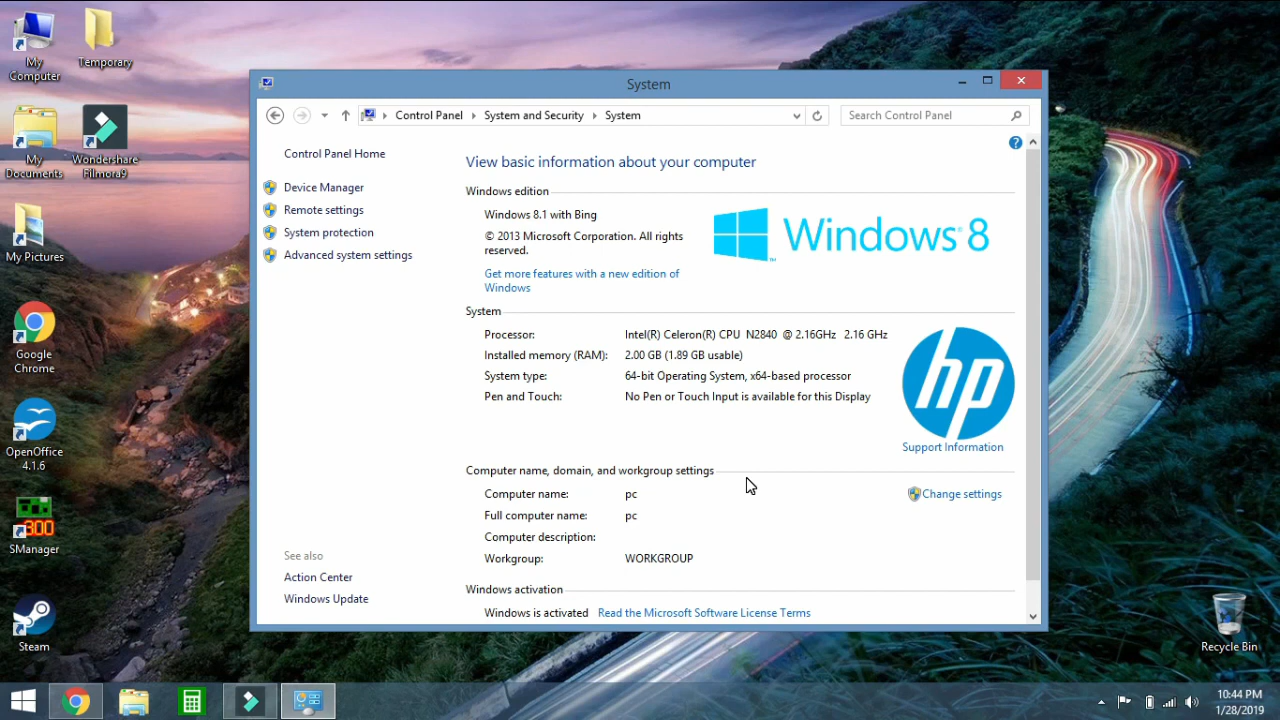 My
Computer
Temporary
My
Documents
Wondershare
Filmora9
My Pictures
Google
Chrome
OpenOffice
4.1.6
300
SManager
Steam
Recycle Bin
System
Control Panel
System and Security
System
Search Control Panel
Control Panel Home
Device Manager
Remote settings
System protection
Advanced system settings
See also
Action Center
Windows Update
View basic information about your computer
Windows edition
Windows 8.1 with Bing
© 2013 Microsoft Corporation. All rights
reserved.
Get more features with a new edition of
Windows
Windows® 8
System
Processor: Intel(R) Celeron(R) CPU N2840 @ 2.16GHz 2.16 GHz
Installed memory (RAM): 2.00 GB (1.89 GB usable)
System type: 64-bit Operating System, x64-based processor
Pen and Touch: No Pen or Touch Input is available for this Display
hp
Support Information
Computer name, domain, and workgroup settings
Computer name: pc
Change settings
Full computer name: pc
Computer description:
Workgroup: WORKGROUP
Windows activation
Windows is activated Read the Microsoft Software License Terms
10:44 PM
1/28/2019